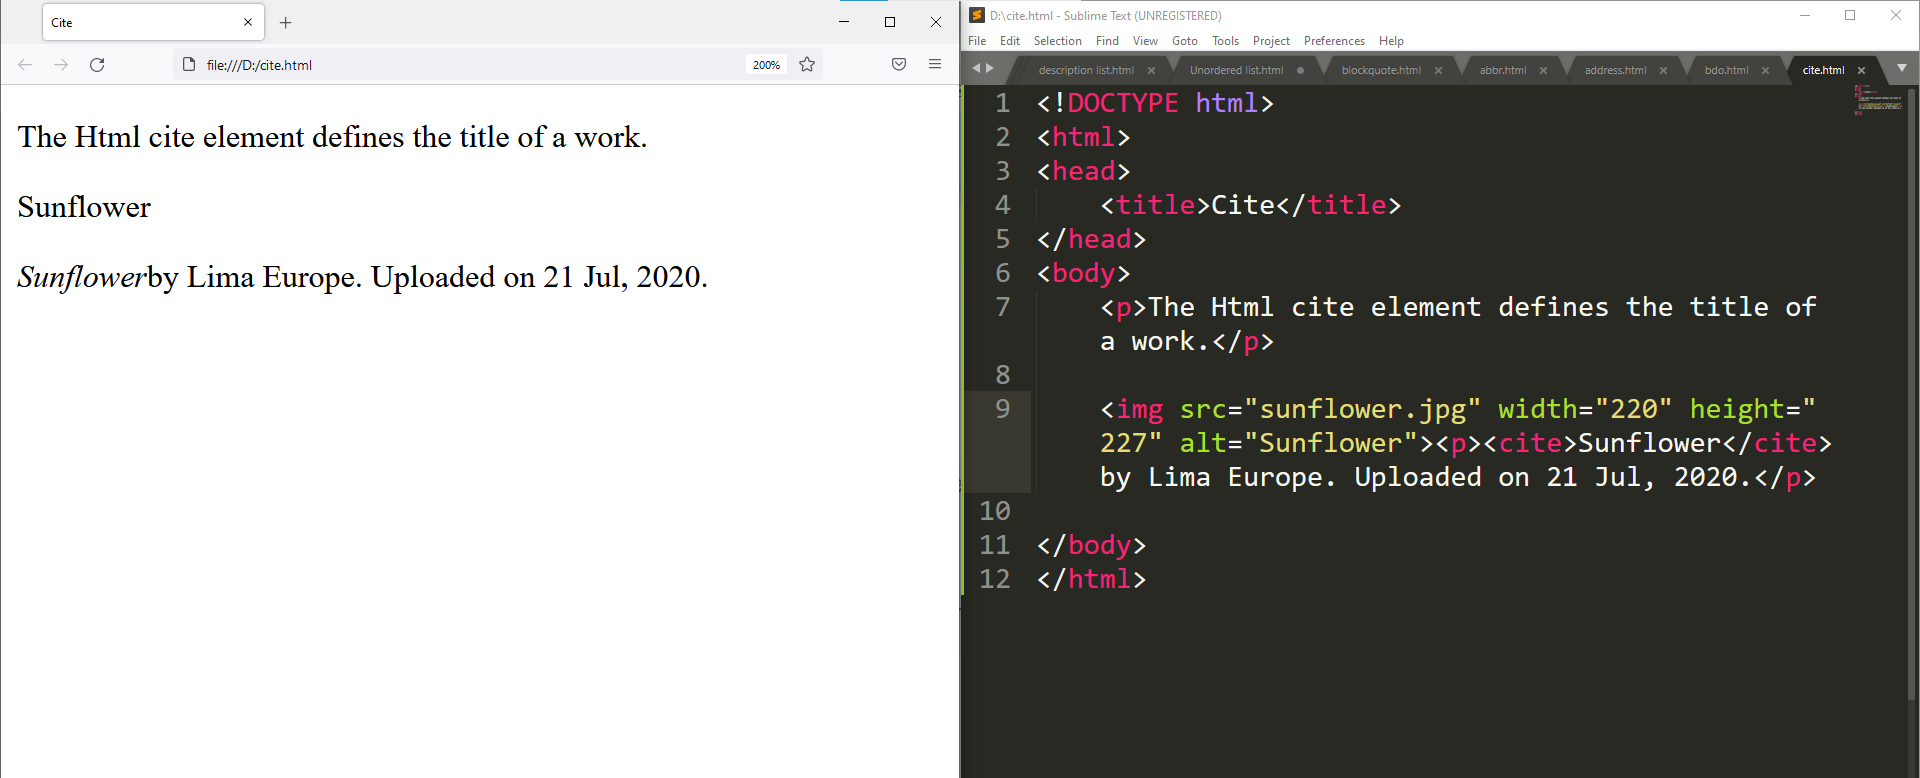 Cite
file:///D:/cite.html
200%
The Html cite element defines the title of a work.
Sunflower
Sunflowerby Lima Europe. Uploaded on 21 Jul, 2020.
D:\cite.html - Sublime Text (UNREGISTERED)
File Edit Selection Find View Goto Tools Project Preferences Help
description list.html Unordered list.html blockquote.html abbr.html address.html bdo.html cite.html
1 <!DOCTYPE html>
2 <html>
3 <head>
4 <title>Cite</title>
5 </head>
6 <body>
7 <p>The Html cite element defines the title of
a work.</p>
8
9 <img src="sunflower.jpg" width="220" height="
227" alt="Sunflower"><p><cite>Sunflower</cite>
by Lima Europe. Uploaded on 21 Jul, 2020.</p>
10
11 </body>
12 </html>